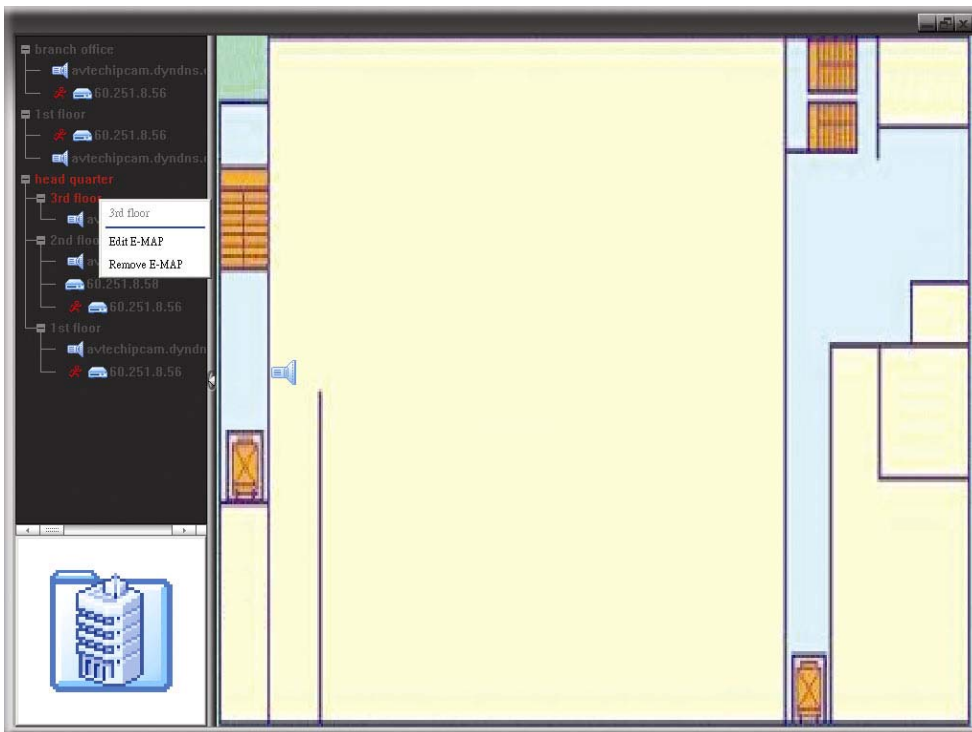 branch office
avtechipcam.dyndns.
60.251.8.56
1st floor
60.251.8.56
avtechipcam.dyndns.
head quarter
3rd floor
3rd floor
av
Edit E-MAP
2nd floo
av
Remove E-MAP
60.251.8.58
60.251.8.56
1st floor
avtechipcam.dyndn
60.251.8.56